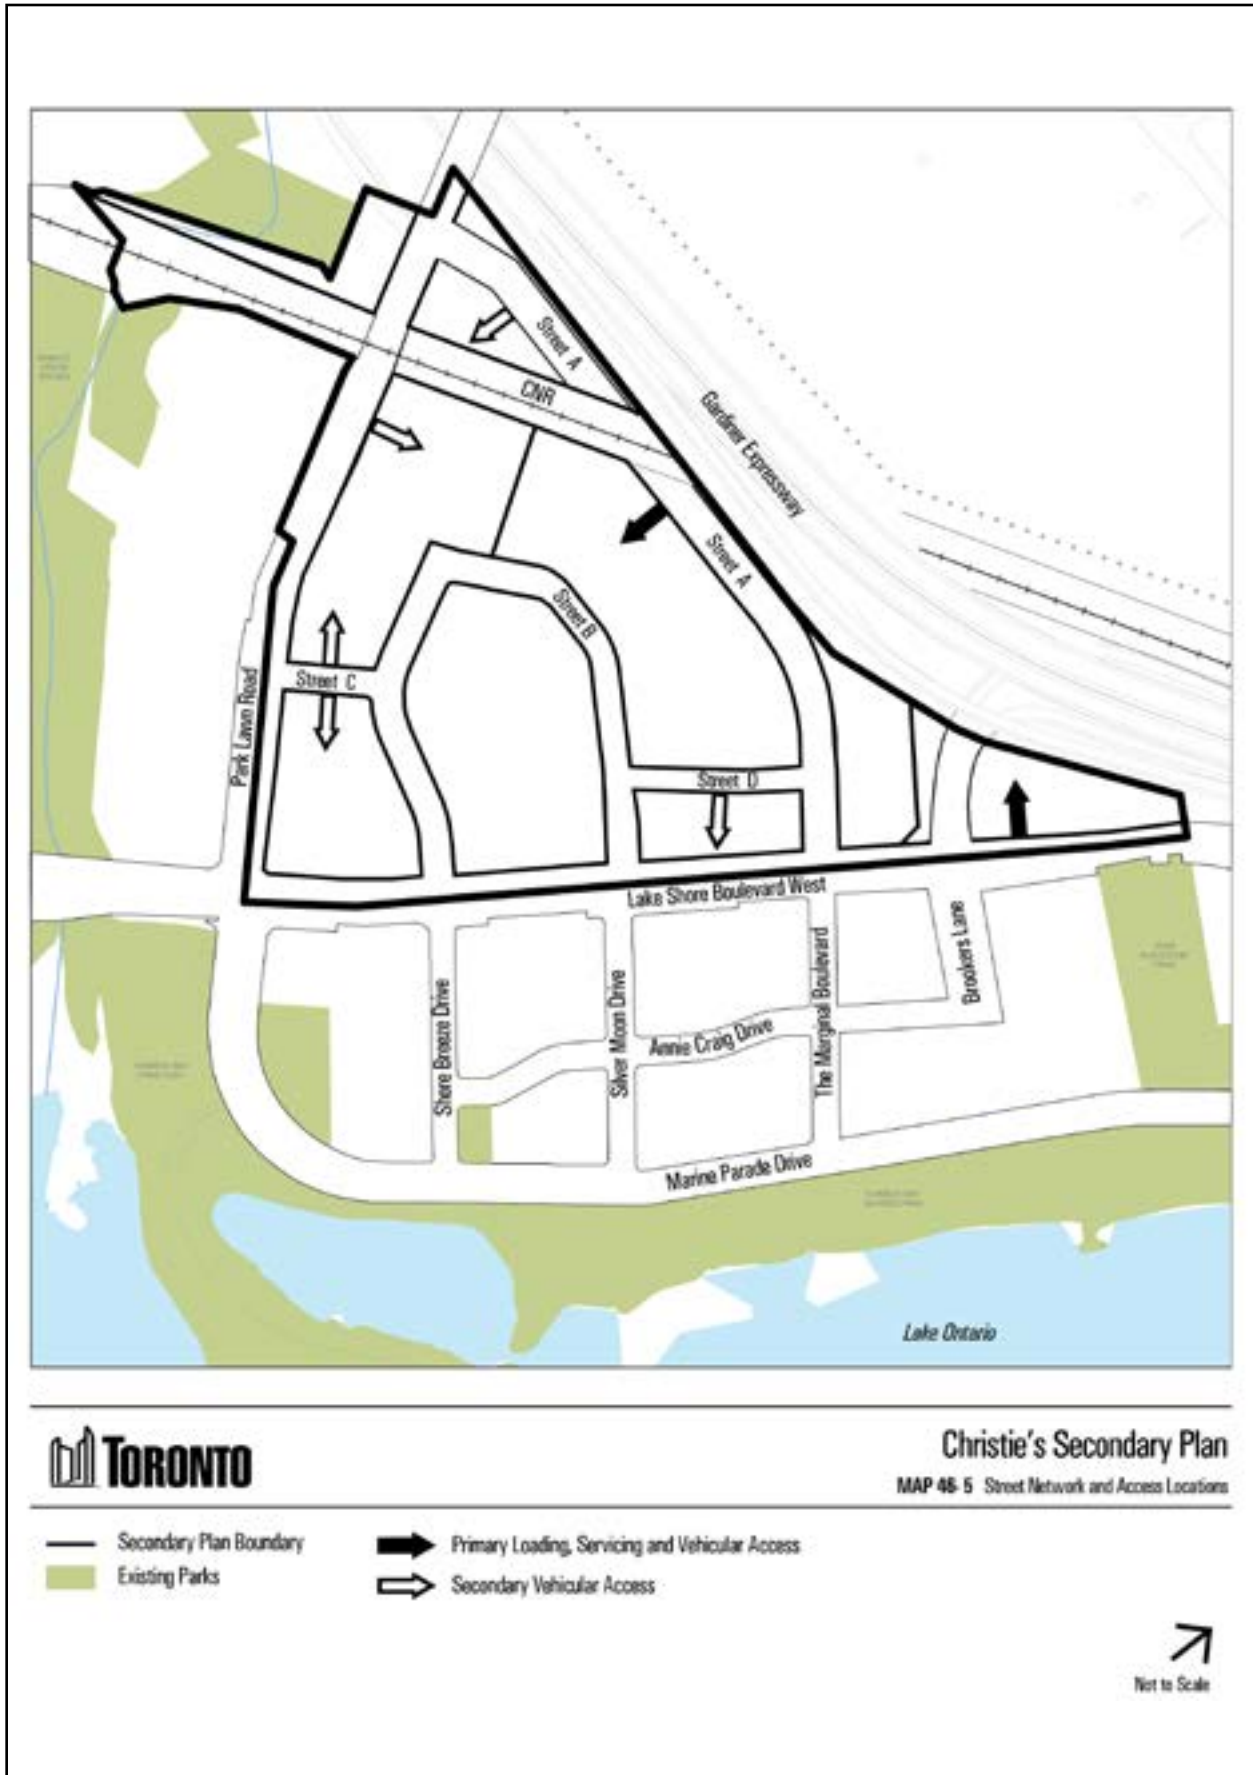 Street A
CNR
Gardiner Expressway
Street A
Street B
Street C
Park Lawn Road
Street D
Lake Shore Boulevard West
Shore Breeze Drive
Silver Moon Drive
Annie Craig Drive
The Marginal Boulevard
Brookers Lane
Marine Parade Drive
Lake Ontario
TORONTO
Christie's Secondary Plan
MAP 46-5 Street Network and Access Locations
Secondary Plan Boundary
Primary Loading, Servicing and Vehicular Access
Existing Parks
Secondary Vehicular Access
Not to Scale